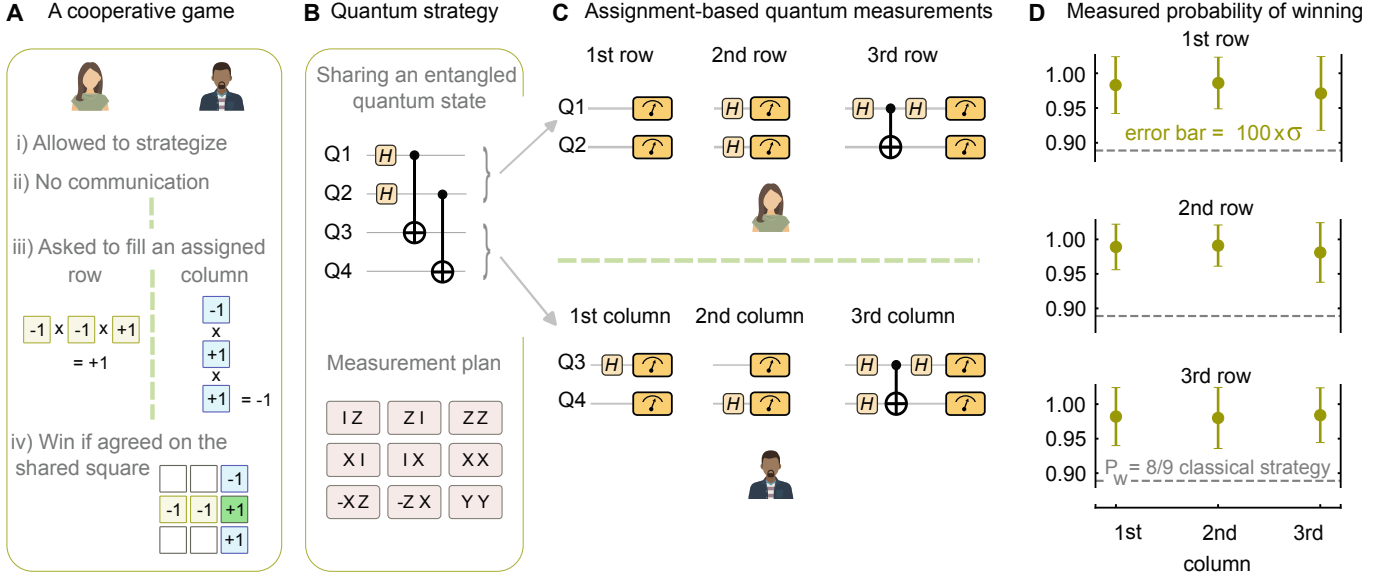 A A cooperative game
i) Allowed to strategize
ii) No communication
iii) Asked to fill an assigned
row column
-1 x -1 x +1
= +1
-1
x
+1
x
+1 = -1
iv) Win if agreed on the
shared square
-1
-1 -1 +1
+1
B Quantum strategy
Sharing an entangled
quantum state
Q1 H
Q2 H
Q3
Q4
Measurement plan
I Z Z I Z Z
X I I X X X
-X Z -Z X Y Y
C Assignment-based quantum measurements
1st row 2nd row 3rd row
Q1 H H H
Q2 H
1st column 2nd column 3rd column
Q3 H H H
Q4 H H
D Measured probability of winning
1st row
1.00
0.95
0.90
error bar = 100 x σ
2nd row
1.00
0.95
0.90
3rd row
1.00
0.95
0.90
Pw = 8/9 classical strategy
1st 2nd 3rd
column